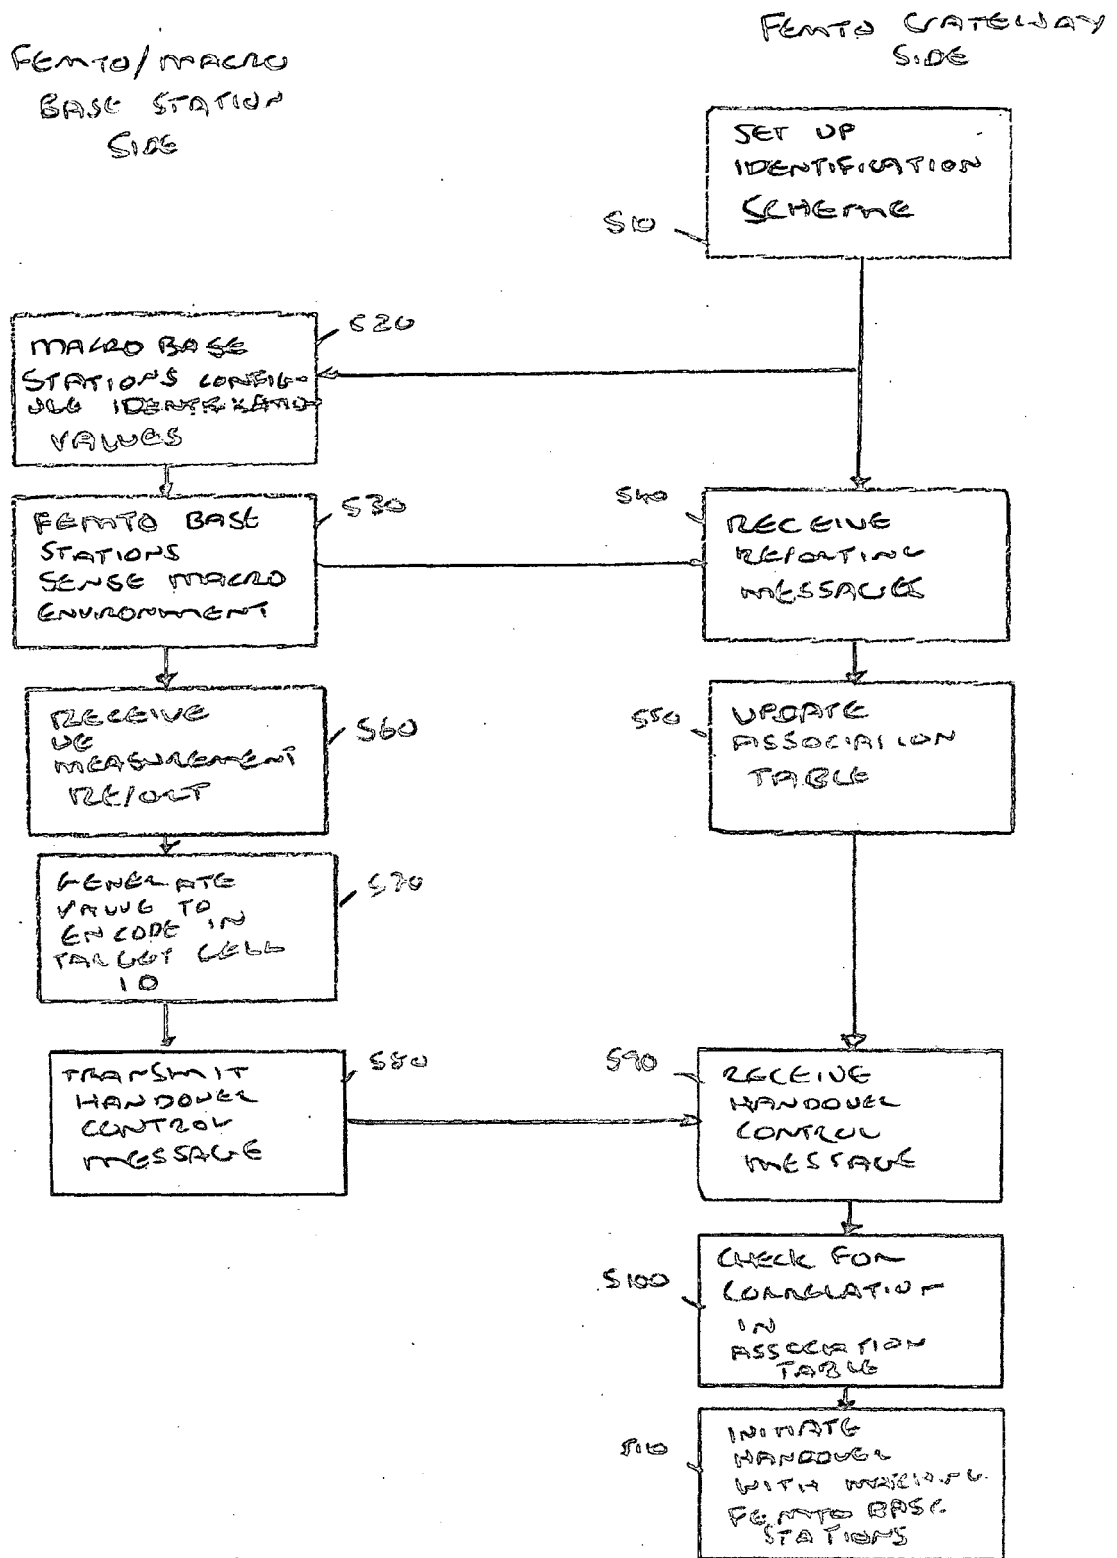 FEMTO/MACRO
BASE STATION
SIDE
FEMTO GATEWAY
SIDE
SET UP
IDENTIFICATION
SCHEME
S10
MACRO BASE
STATIONS CONFIG-
URE IDENTIFICATION
VALUES
S20
FEMTO BASE
STATIONS
SENSE MACRO
ENVIRONMENT
S30
S40
RECEIVE
REPORTING
MESSAGES
RECEIVE
UE
MEASUREMENT
REPORT
S60
S50
UPDATE
ASSOCIATION
TABLE
GENERATE
VALUE TO
ENCODE IN
TARGET CELL
ID
S70
TRANSMIT
HANDOVER
CONTROL
MESSAGE
S80
S90
RECEIVE
HANDOVER
CONTROL
MESSAGE
S100
CHECK FOR
CORRELATION
IN
ASSOCIATION
TABLE
S110
INITIATE
HANDOVER
WITH MATCHING
FEMTO BASE
STATIONS